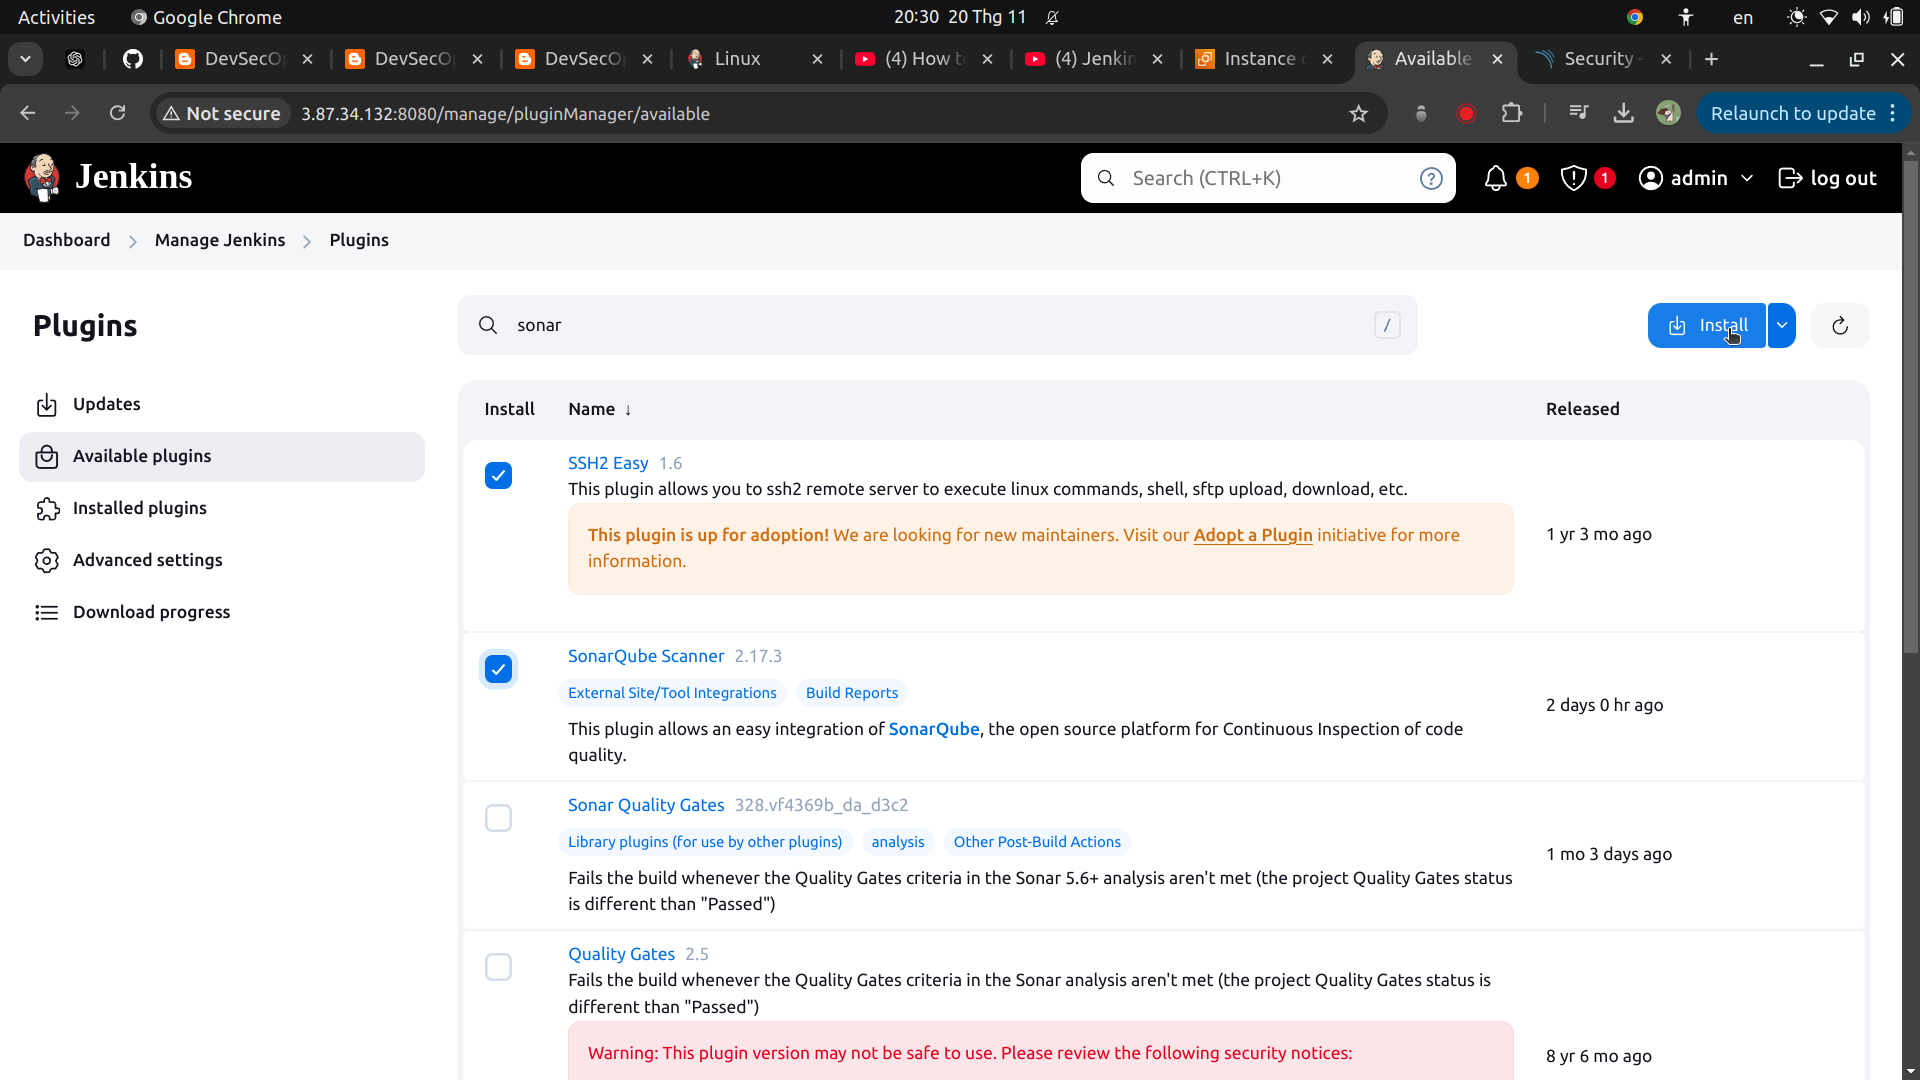 Activities
Google Chrome
20:30 20 Thg 11
en
DevSecO
DevSecO
DevSecO
Linux
(4) How t
(4) Jenkin
Instance
Available
Security -
Not secure
3.87.34.132:8080/manage/pluginManager/available
Relaunch to update
Jenkins
Search (CTRL+K)
?
1
1
admin
log out
Dashboard
Manage Jenkins
Plugins
Plugins
sonar
/
Install
Updates
Available plugins
Installed plugins
Advanced settings
Download progress
Install
Name ↓
Released
SSH2 Easy 1.6
This plugin allows you to ssh2 remote server to execute linux commands, shell, sftp upload, download, etc.
This plugin is up for adoption! We are looking for new maintainers. Visit our Adopt a Plugin initiative for more
information.
1 yr 3 mo ago
SonarQube Scanner 2.17.3
External Site/Tool Integrations
Build Reports
This plugin allows an easy integration of SonarQube, the open source platform for Continuous Inspection of code
quality.
2 days 0 hr ago
Sonar Quality Gates 328.vf4369b_da_d3c2
Library plugins (for use by other plugins)
analysis
Other Post-Build Actions
Fails the build whenever the Quality Gates criteria in the Sonar 5.6+ analysis aren't met (the project Quality Gates status
is different than "Passed")
1 mo 3 days ago
Quality Gates 2.5
Fails the build whenever the Quality Gates criteria in the Sonar analysis aren't met (the project Quality Gates status is
different than "Passed")
Warning: This plugin version may not be safe to use. Please review the following security notices:
8 yr 6 mo ago